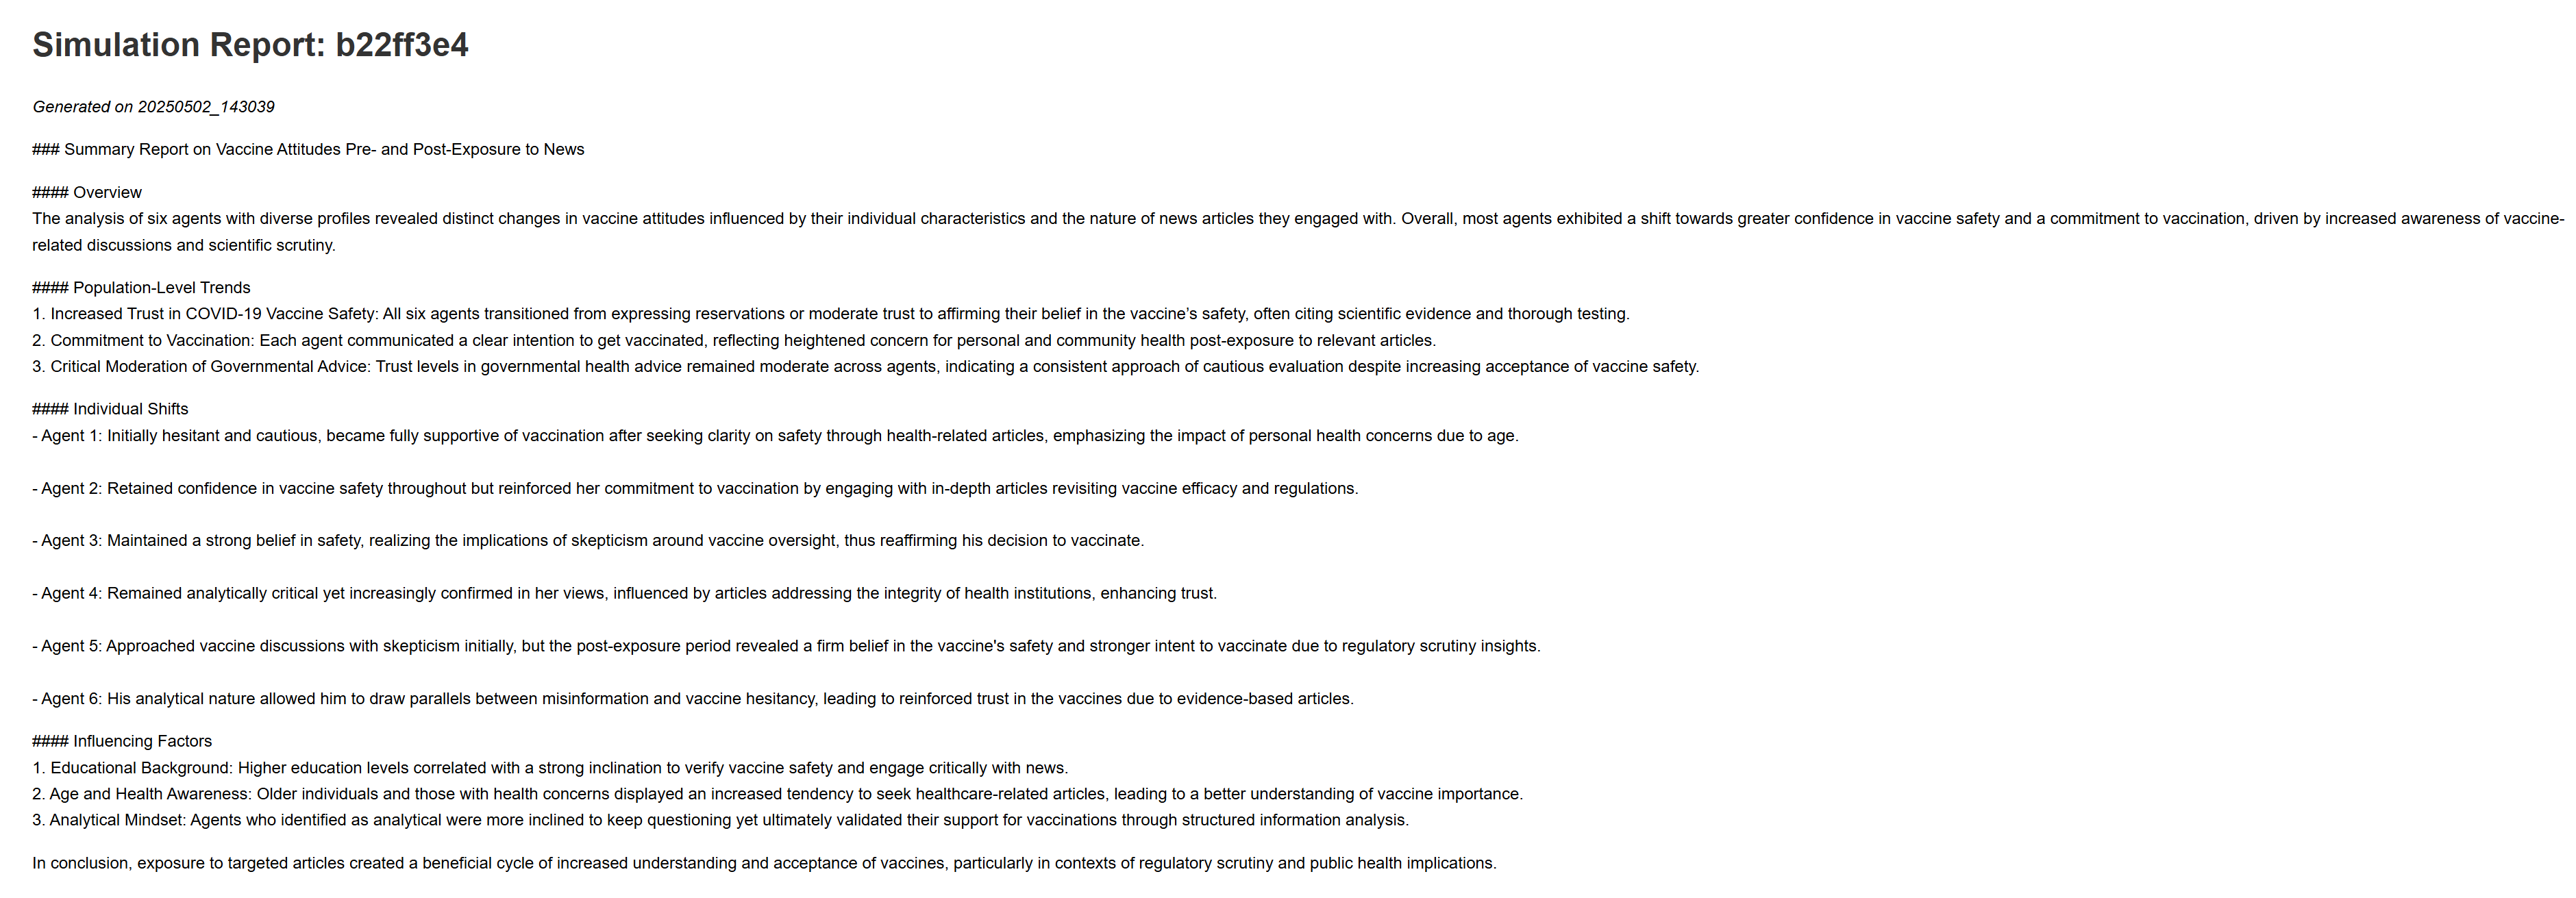 Simulation Report: b22ff3e4
Generated on 20250502_143039
### Summary Report on Vaccine Attitudes Pre- and Post-Exposure to News
#### Overview
The analysis of six agents with diverse profiles revealed distinct changes in vaccine attitudes influenced by their individual characteristics and the nature of news articles they engaged with. Overall, most agents exhibited a shift towards greater confidence in vaccine safety and a commitment to vaccination, driven by increased awareness of vaccine-
related discussions and scientific scrutiny.
#### Population-Level Trends
1. Increased Trust in COVID-19 Vaccine Safety: All six agents transitioned from expressing reservations or moderate trust to affirming their belief in the vaccine’s safety, often citing scientific evidence and thorough testing.
2. Commitment to Vaccination: Each agent communicated a clear intention to get vaccinated, reflecting heightened concern for personal and community health post-exposure to relevant articles.
3. Critical Moderation of Governmental Advice: Trust levels in governmental health advice remained moderate across agents, indicating a consistent approach of cautious evaluation despite increasing acceptance of vaccine safety.
#### Individual Shifts
- Agent 1: Initially hesitant and cautious, became fully supportive of vaccination after seeking clarity on safety through health-related articles, emphasizing the impact of personal health concerns due to age.
- Agent 2: Retained confidence in vaccine safety throughout but reinforced her commitment to vaccination by engaging with in-depth articles revisiting vaccine efficacy and regulations.
- Agent 3: Maintained a strong belief in safety, realizing the implications of skepticism around vaccine oversight, thus reaffirming his decision to vaccinate.
- Agent 4: Remained analytically critical yet increasingly confirmed in her views, influenced by articles addressing the integrity of health institutions, enhancing trust.
- Agent 5: Approached vaccine discussions with skepticism initially, but the post-exposure period revealed a firm belief in the vaccine's safety and stronger intent to vaccinate due to regulatory scrutiny insights.
- Agent 6: His analytical nature allowed him to draw parallels between misinformation and vaccine hesitancy, leading to reinforced trust in the vaccines due to evidence-based articles.
#### Influencing Factors
1. Educational Background: Higher education levels correlated with a strong inclination to verify vaccine safety and engage critically with news.
2. Age and Health Awareness: Older individuals and those with health concerns displayed an increased tendency to seek healthcare-related articles, leading to a better understanding of vaccine importance.
3. Analytical Mindset: Agents who identified as analytical were more inclined to keep questioning yet ultimately validated their support for vaccinations through structured information analysis.
In conclusion, exposure to targeted articles created a beneficial cycle of increased understanding and acceptance of vaccines, particularly in contexts of regulatory scrutiny and public health implications.